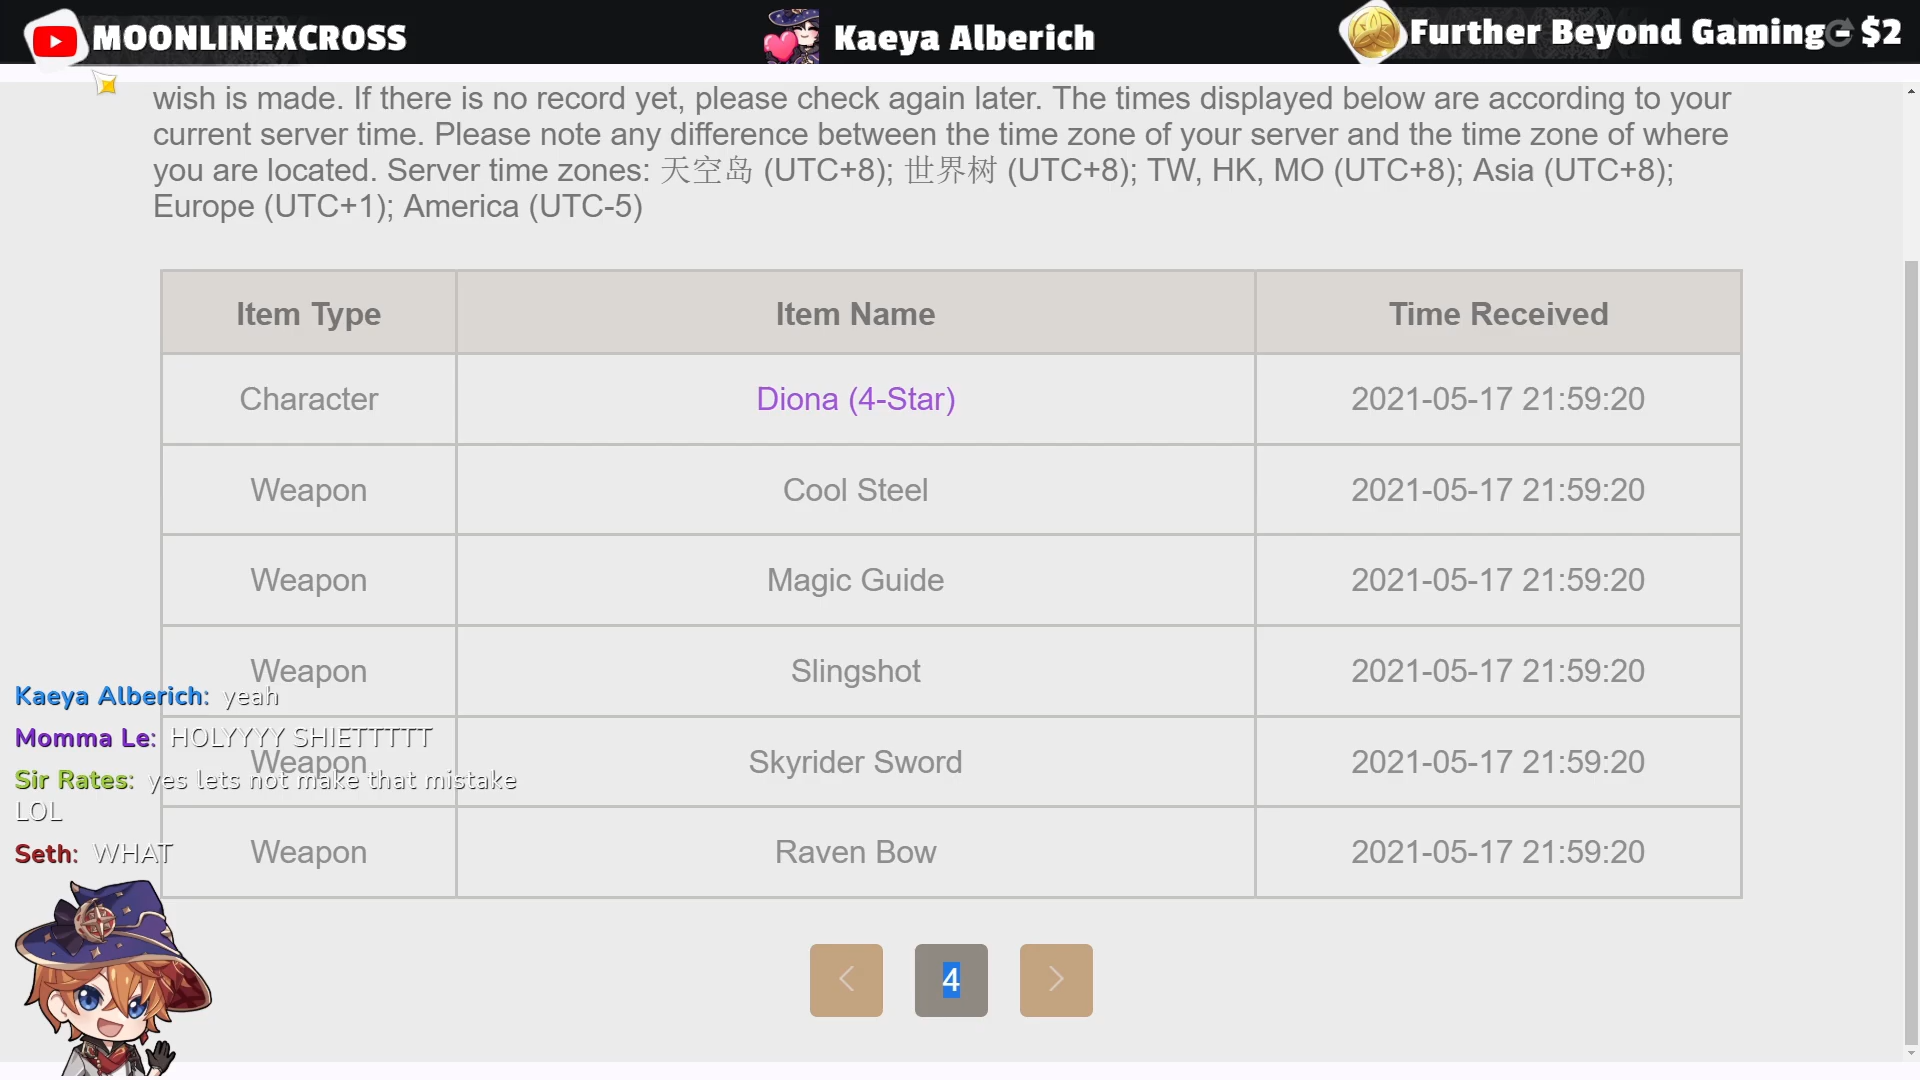 MOONLINEXCROSS
Kaeya Alberich
Further Beyond Gaming - $2
wish is made. If there is no record yet, please check again later. The times displayed below are according to your
current server time. Please note any difference between the time zone of your server and the time zone of where
you are located. Server time zones: 天空岛 (UTC+8); 世界树 (UTC+8); TW, HK, MO (UTC+8); Asia (UTC+8);
Europe (UTC+1); America (UTC-5)
Item Type Item Name Time Received
Character Diona (4-Star) 2021-05-17 21:59:20
Weapon Cool Steel 2021-05-17 21:59:20
Weapon Magic Guide 2021-05-17 21:59:20
Weapon Slingshot 2021-05-17 21:59:20
Weapon Skyrider Sword 2021-05-17 21:59:20
Weapon Raven Bow 2021-05-17 21:59:20
Kaeya Alberich: yeah
Momma Le: HOLYYYY SHIETTTTT
Sir Rates: yes lets not make that mistake
LOL
Seth: WHAT
4